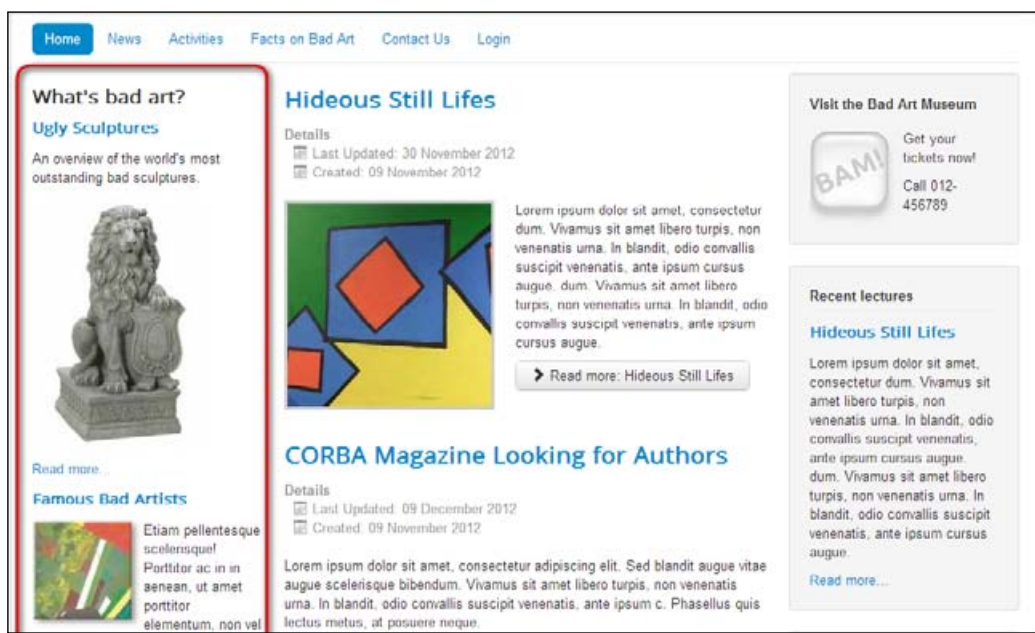 Home News Activities Facts on Bad Art Contact Us Login
What's bad art?
Ugly Sculptures
An overview of the world's most
outstanding bad sculptures.
Read more...
Famous Bad Artists
Etiam pellentesque
scelerisque!
Porttitor ac in in
aenean, ut amet
porttitor
elementum, non vel
Hideous Still Lifes
Details
Last Updated: 30 November 2012
Created: 09 November 2012
Lorem ipsum dolor sit amet, consectetur
dum. Vivamus sit amet libero turpis, non
venenatis urna. In blandit, odio convallis
suscipit venenatis, ante ipsum cursus
augue. dum. Vivamus sit amet libero
turpis, non venenatis urna. In blandit, odio
convallis suscipit venenatis, ante ipsum
cursus augue.
Read more: Hideous Still Lifes
CORBA Magazine Looking for Authors
Details
Last Updated: 09 December 2012
Created: 09 November 2012
Lorem ipsum dolor sit amet, consectetur adipiscing elit. Sed blandit augue vitae
augue scelerisque bibendum. Vivamus sit amet libero turpis, non venenatis
urna. In blandit, odio convallis suscipit venenatis, ante ipsum c. Phasellus quis
lectus metus, at posuere neque.
Visit the Bad Art Museum
BAM!
Get your
tickets now!
Call 012-
456789
Recent lectures
Hideous Still Lifes
Lorem ipsum dolor sit amet,
consectetur dum. Vivamus sit
amet libero turpis, non
venenatis urna. In blandit, odio
convallis suscipit venenatis,
ante ipsum cursus augue.
dum. Vivamus sit amet libero
turpis, non venenatis urna. In
blandit, odio convallis suscipit
venenatis, ante ipsum cursus
augue.
Read more...